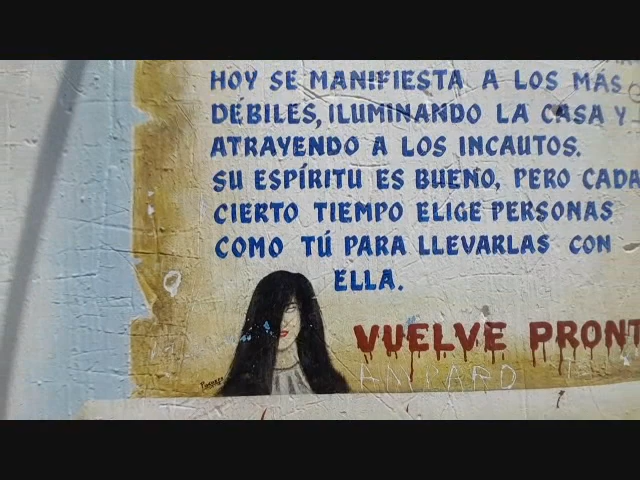 HOY SE MANIFIESTA A LOS MÁS
DÉBILES, ILUMINANDO LA CASA Y
ATRAYENDO A LOS INCAUTOS.
SU ESPÍRITU ES BUENO, PERO CADA
CIERTO TIEMPO ELIGE PERSONAS
COMO TÚ PARA LLEVARLAS CON
ELLA.
VUELVE PRONT